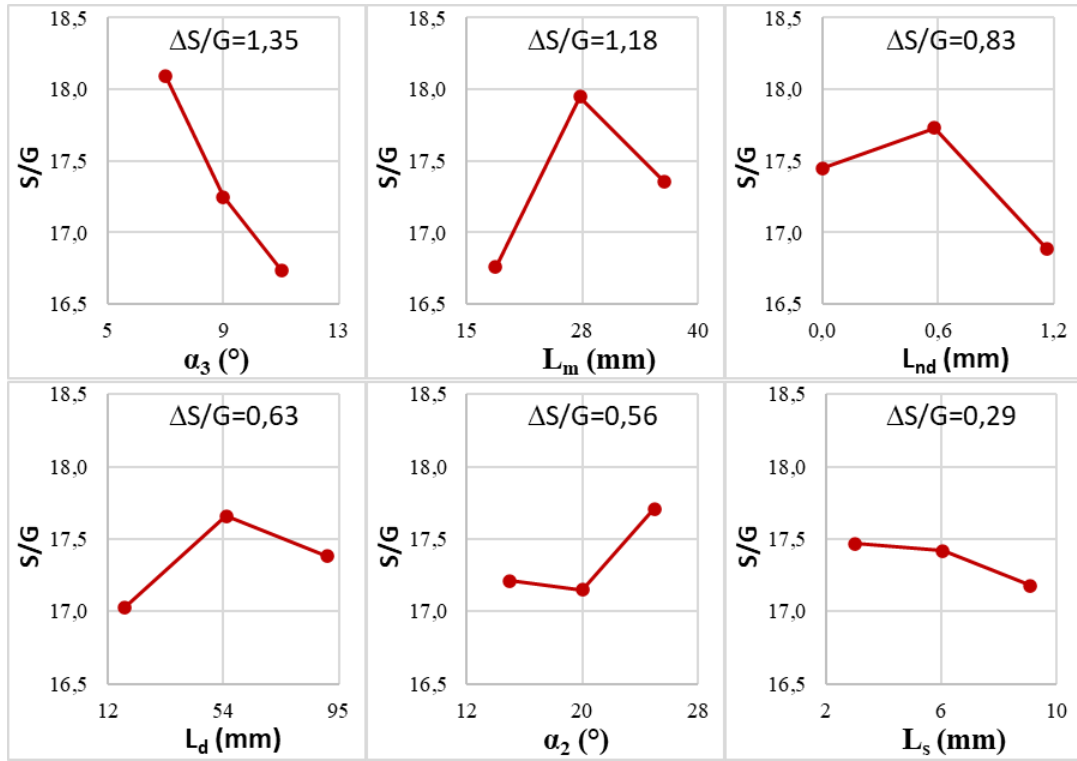 ΔS/G=1,35
S/G
18,5
18,0
17,5
17,0
16,5
5
9
13
α₃ (°)
ΔS/G=1,18
S/G
18,5
18,0
17,5
17,0
16,5
15
28
40
Lₘ (mm)
ΔS/G=0,83
S/G
18,5
18,0
17,5
17,0
16,5
0,0
0,6
1,2
L_nd (mm)
ΔS/G=0,63
S/G
18,5
18,0
17,5
17,0
16,5
12
54
95
L_d (mm)
ΔS/G=0,56
S/G
18,5
18,0
17,5
17,0
16,5
12
20
28
α₂ (°)
ΔS/G=0,29
S/G
18,5
18,0
17,5
17,0
16,5
2
6
10
Lₛ (mm)